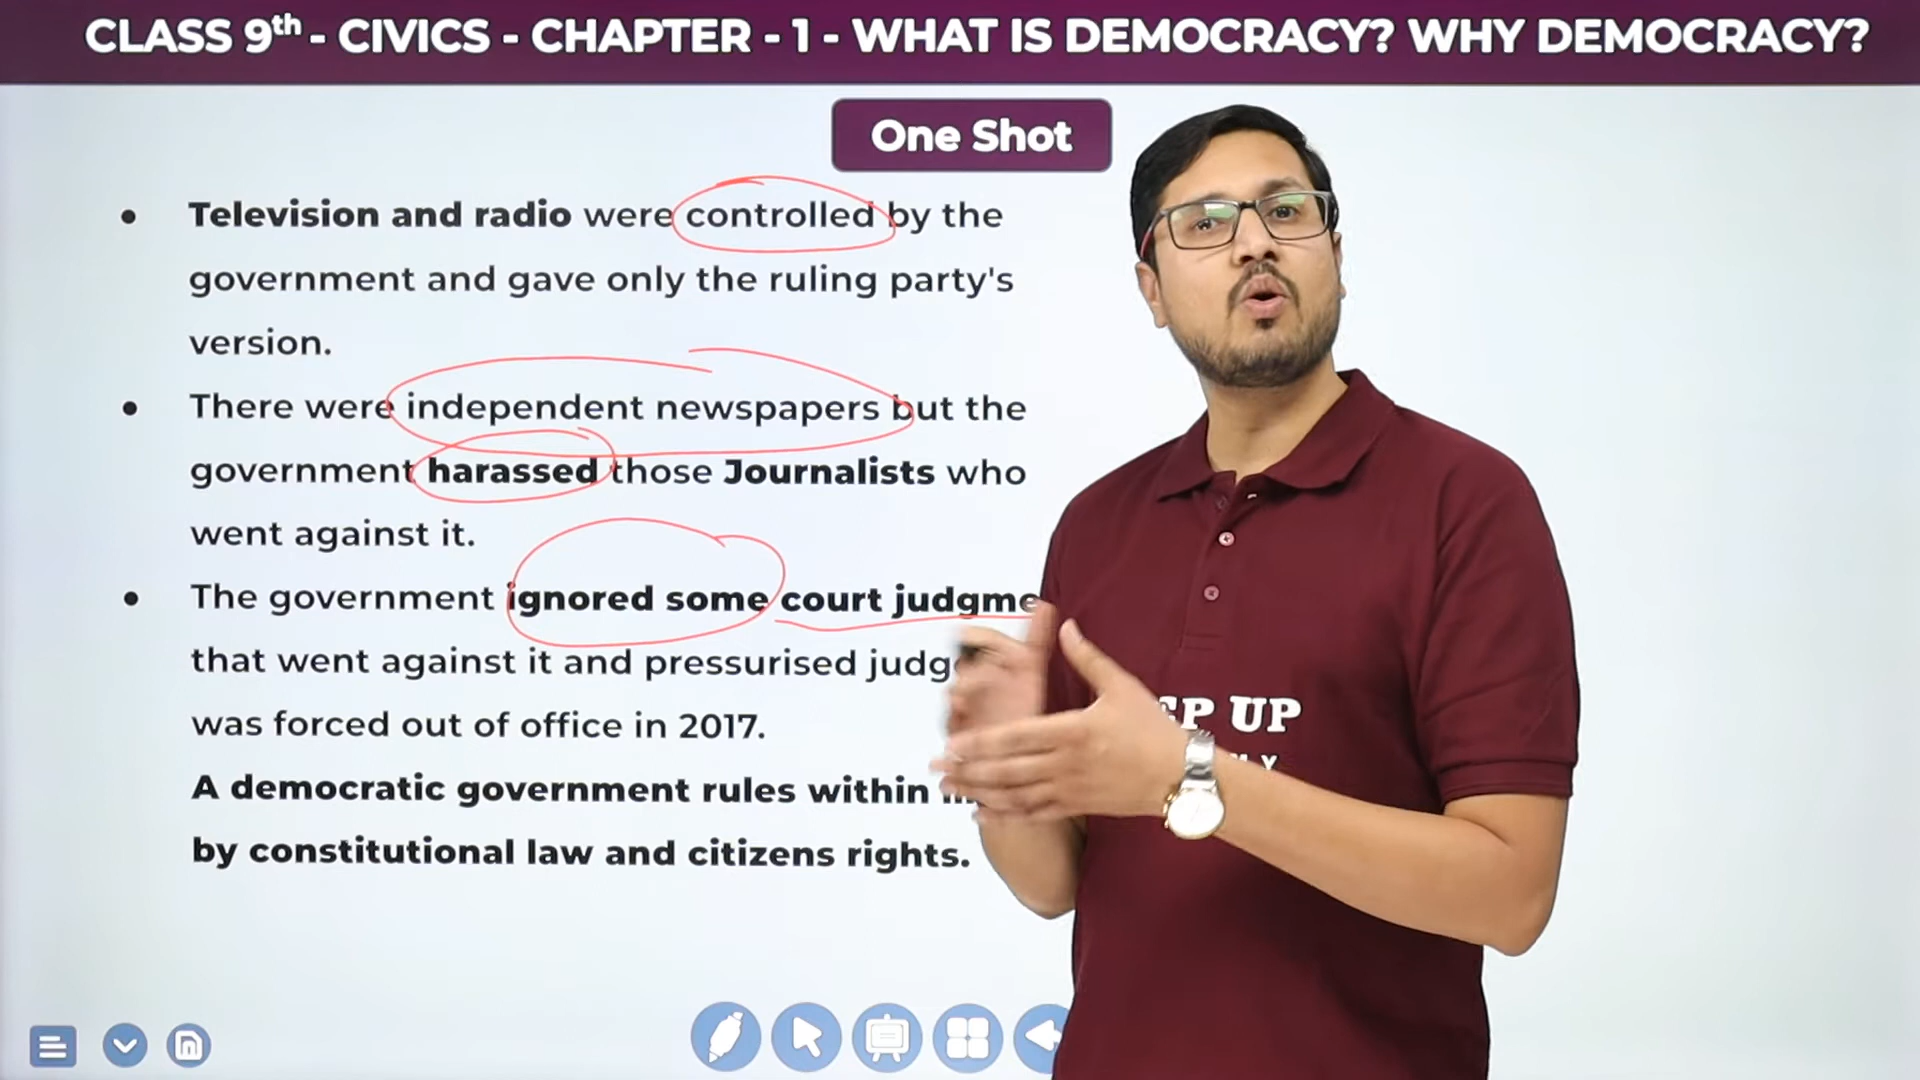 CLASS 9th - CIVICS - CHAPTER - 1 - WHAT IS DEMOCRACY? WHY DEMOCRACY?
One Shot
• Television and radio were controlled by the
government and gave only the ruling party's
version.
• There were independent newspapers but the
government harassed those Journalists who
went against it.
• The government ignored some court
that went against it and pressurised
was forced out of office in 2017.
A democratic government rules within
by constitutional law and citizens rights.
UP